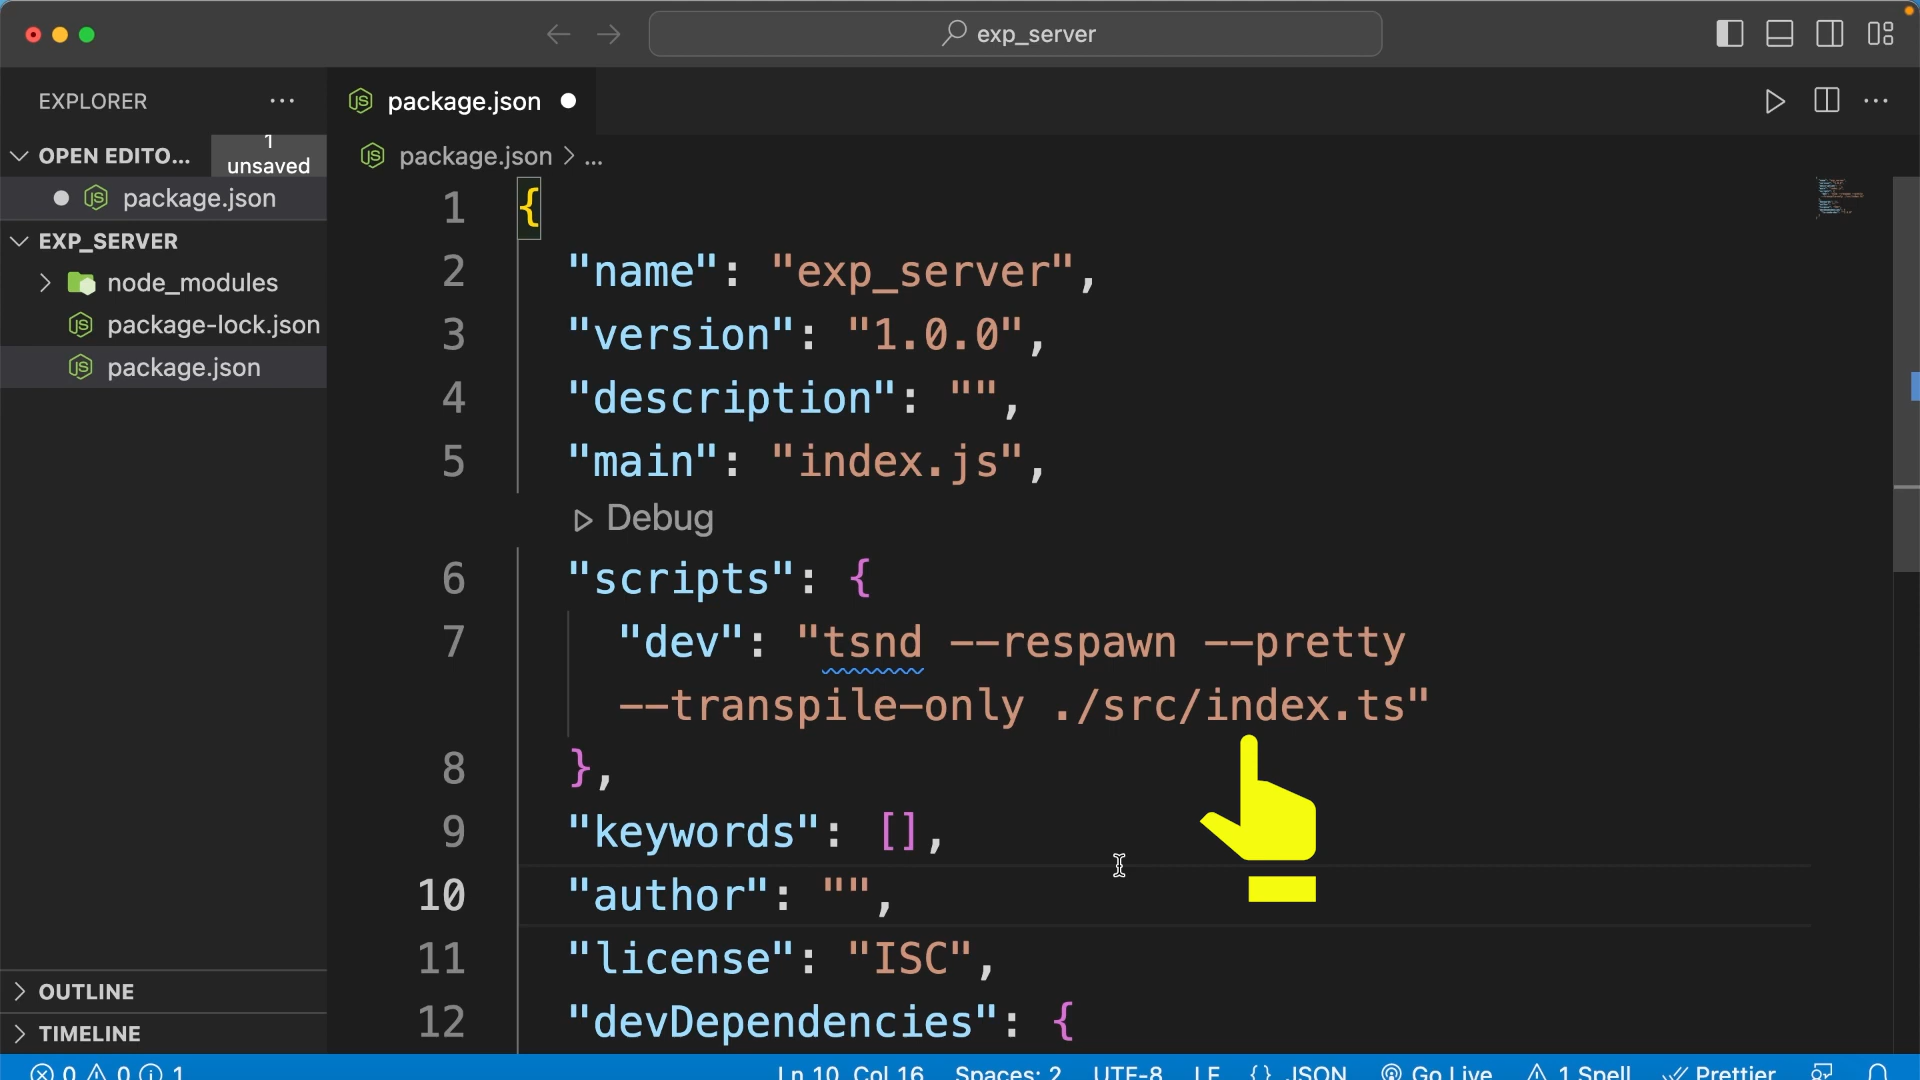 exp_server
EXPLORER
package.json
OPEN EDITO...
1
unsaved
package.json > ...
package.json
EXP_SERVER
node_modules
package-lock.json
package.json
1 {
2 "name": "exp_server",
3 "version": "1.0.0",
4 "description": "",
5 "main": "index.js",
Debug
6 "scripts": {
7 "dev": "tsnd --respawn --pretty
--transpile-only ./src/index.ts"
8 },
9 "keywords": [],
10 "author": "",
11 "license": "ISC",
12 "devDependencies": {
OUTLINE
TIMELINE
0 0 1 Ln 10, Col 16 Spaces: 2 UTF-8 LF {} JSON Go Live 1 Spell Prettier